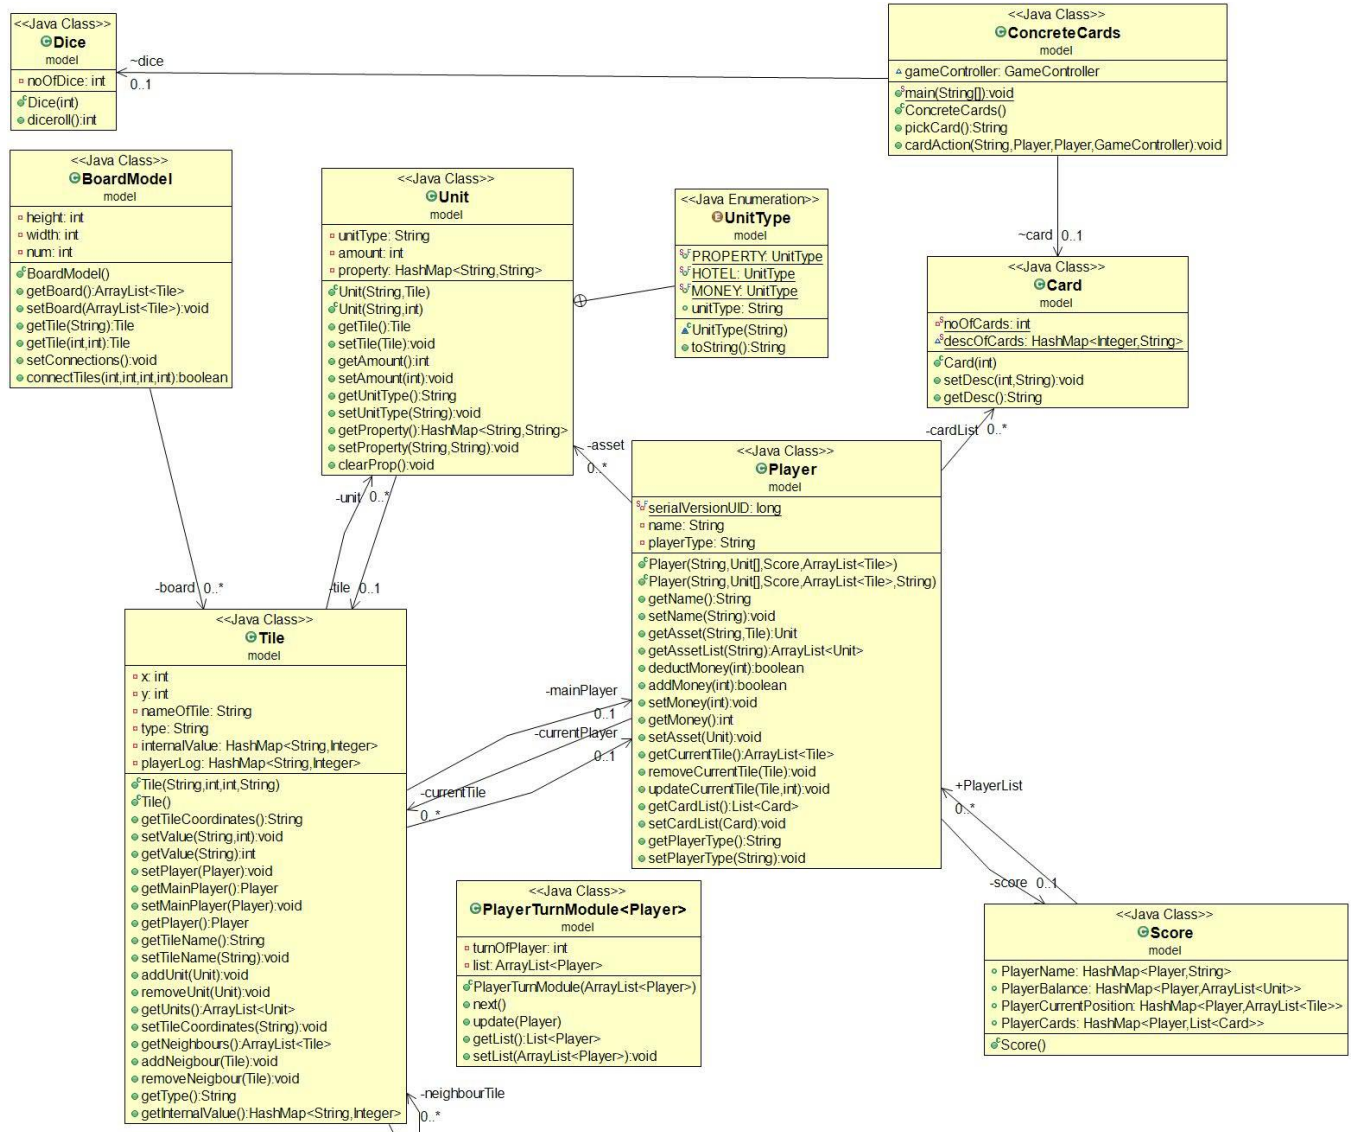 <<Java Class>>
Dice
model
noOfDice: int
Dice(int)
diceroll():int
~dice
0..1
<<Java Class>>
ConcreteCards
model
gameController: GameController
main(String[]):void
ConcreteCards()
pickCard():String
cardAction(String,Player,Player,GameController):void
<<Java Class>>
BoardModel
model
height: int
width: int
num: int
BoardModel()
getBoard():ArrayList<Tile>
setBoard(ArrayList<Tile>):void
getTile(String):Tile
getTile(int,int):Tile
setConnections():void
connectTiles(int,int,int,int):boolean
<<Java Class>>
Unit
model
unitType: String
amount: int
property: HashMap<String,String>
Unit(String,Tile)
Unit(String,int)
getTile():Tile
setTile(Tile):void
getAmount():int
setAmount(int):void
getUnitType():String
setUnitType(String):void
getProperty():HashMap<String,String>
setProperty(String,String):void
clearProp():void
<<Java Enumeration>>
UnitType
model
PROPERTY: UnitType
HOTEL: UnitType
MONEY: UnitType
unitType: String
UnitType(String)
toString():String
~card 0..1
<<Java Class>>
Card
model
noOfCards: int
descOfCards: HashMap<Integer,String>
Card(int)
setDesc(int,String):void
getDesc():String
-cardList 0..*
-asset
0..*
-unit 0..*
-tile 0..1
-board 0..*
<<Java Class>>
Player
model
serialVersionUID: long
name: String
playerType: String
Player(String,Unit[],Score,ArrayList<Tile>)
Player(String,Unit[],Score,ArrayList<Tile>,String)
getName():String
setName(String):void
getAsset(String,Tile):Unit
getAssetList(String):ArrayList<Unit>
deductMoney(int):boolean
addMoney(int):boolean
setMoney(int):void
getMoney():int
setAsset(Unit):void
getCurrentTile():ArrayList<Tile>
removeCurrentTile(Tile):void
updateCurrentTile(Tile,int):void
getCardList():List<Card>
setCardList(Card):void
getPlayerType():String
setPlayerType(String):void
<<Java Class>>
Tile
model
x: int
y: int
nameOfTile: String
type: String
internalValue: HashMap<String,Integer>
playerLog: HashMap<String,Integer>
Tile(String,int,int,String)
Tile()
getTileCoordinates():String
setValue(String,int):void
getValue(String):int
setPlayer(Player):void
getMainPlayer():Player
setMainPlayer(Player):void
getPlayer():Player
getTileName():String
setTileName(String):void
addUnit(Unit):void
removeUnit(Unit):void
getUnits():ArrayList<Unit>
setTileCoordinates(String):void
getNeighbours():ArrayList<Tile>
addNeigbour(Tile):void
removeNeigbour(Tile):void
getType():String
getInternalValue():HashMap<String,Integer>
-mainPlayer
0..1
-currentPlayer
0..1
-currentTile
0..*
+PlayerList
0..*
-score 0..1
<<Java Class>>
PlayerTurnModule<Player>
model
turnOfPlayer: int
list: ArrayList<Player>
PlayerTurnModule(ArrayList<Player>)
next()
update(Player)
getList():List<Player>
setList(ArrayList<Player>):void
<<Java Class>>
Score
model
PlayerName: HashMap<Player,String>
PlayerBalance: HashMap<Player,ArrayList<Unit>>
PlayerCurrentPosition: HashMap<Player,ArrayList<Tile>>
PlayerCards: HashMap<Player,List<Card>>
Score()
-neighbourTile
0..*